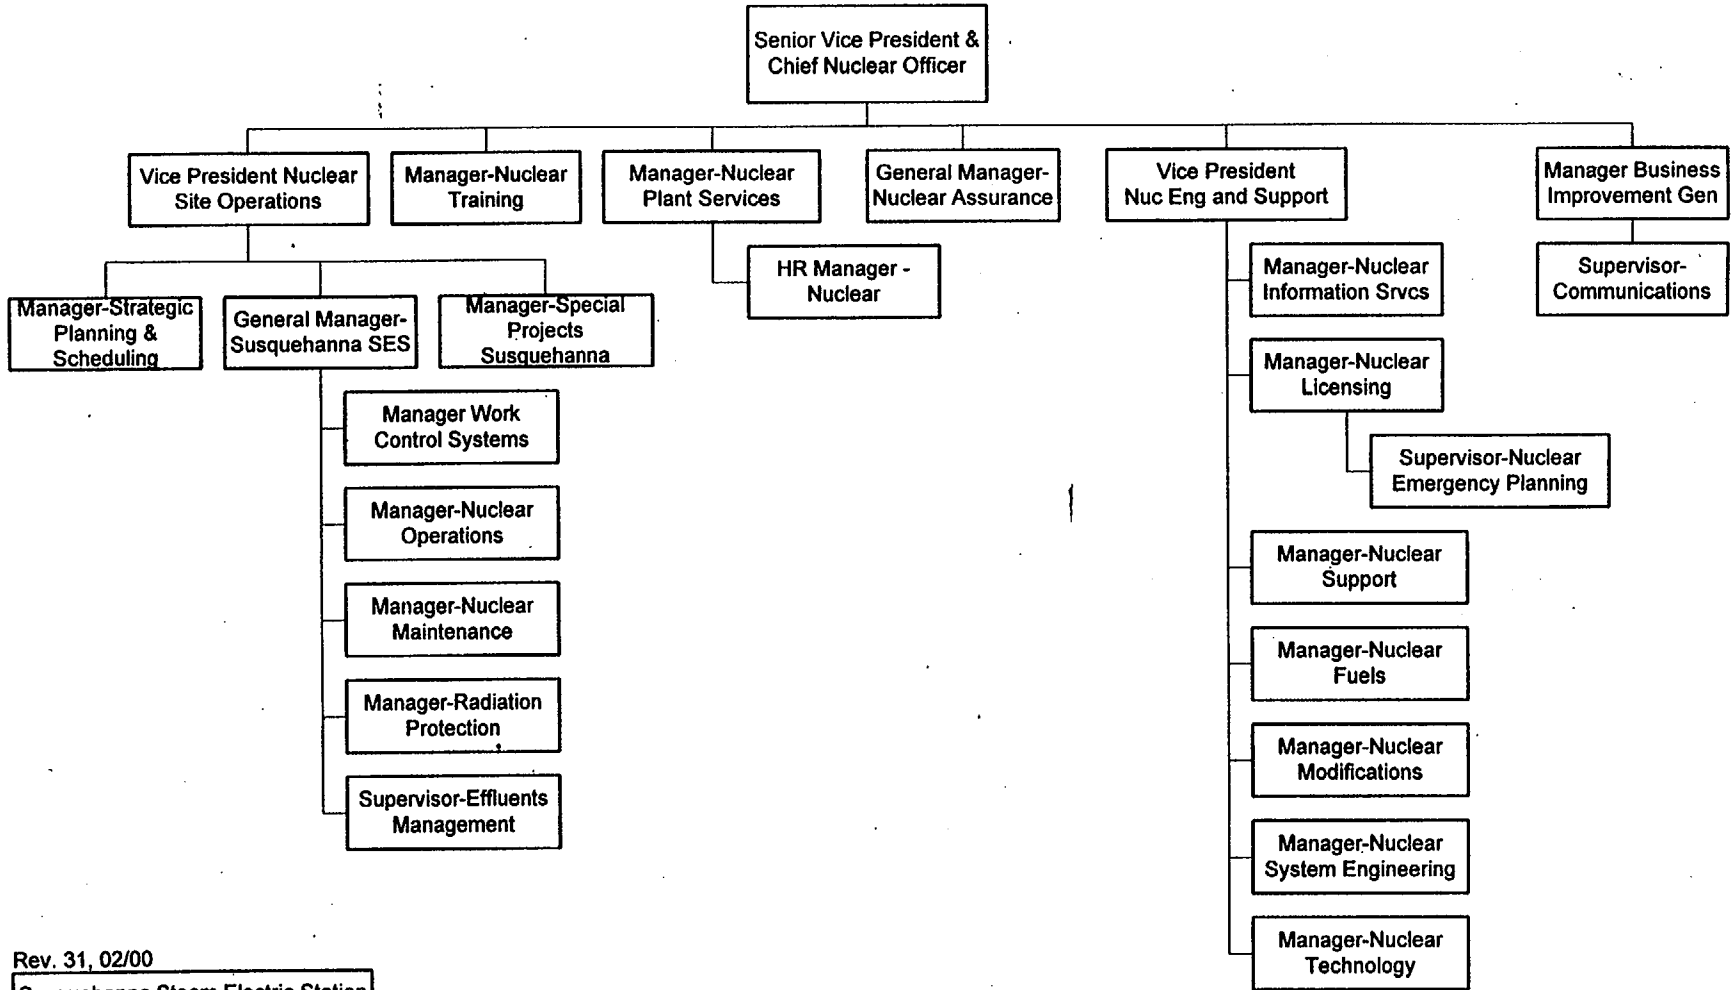 Senior Vice President &
Chief Nuclear Officer
Vice President Nuclear
Site Operations
Manager-Nuclear
Training
Manager-Nuclear
Plant Services
General Manager-
Nuclear Assurance
Vice President
Nuc Eng and Support
Manager Business
Improvement Gen
HR Manager -
Nuclear
Manager-Nuclear
Information Srvcs
Supervisor-
Communications
Manager-Strategic
Planning &
Scheduling
General Manager-
Susquehanna SES
Manager-Special
Projects
Susquehanna
Manager-Nuclear
Licensing
Manager Work
Control Systems
Supervisor-Nuclear
Emergency Planning
Manager-Nuclear
Operations
Manager-Nuclear
Support
Manager-Nuclear
Maintenance
Manager-Nuclear
Fuels
Manager-Radiation
Protection
Manager-Nuclear
Modifications
Supervisor-Effluents
Management
Manager-Nuclear
System Engineering
Manager-Nuclear
Technology
Rev. 31, 02/00
Susquehanna Steam Electric Station